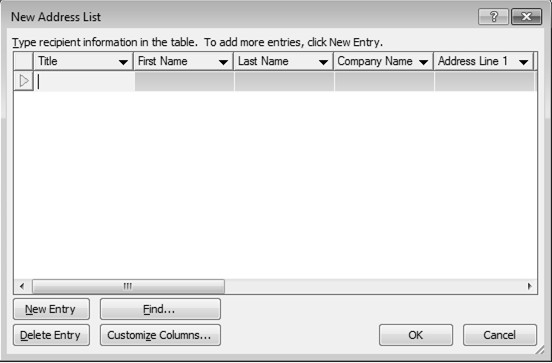 New Address List
Type recipient information in the table. To add more entries, click New Entry.
Title First Name Last Name Company Name Address Line 1
New Entry Find...
Delete Entry Customize Columns... OK Cancel